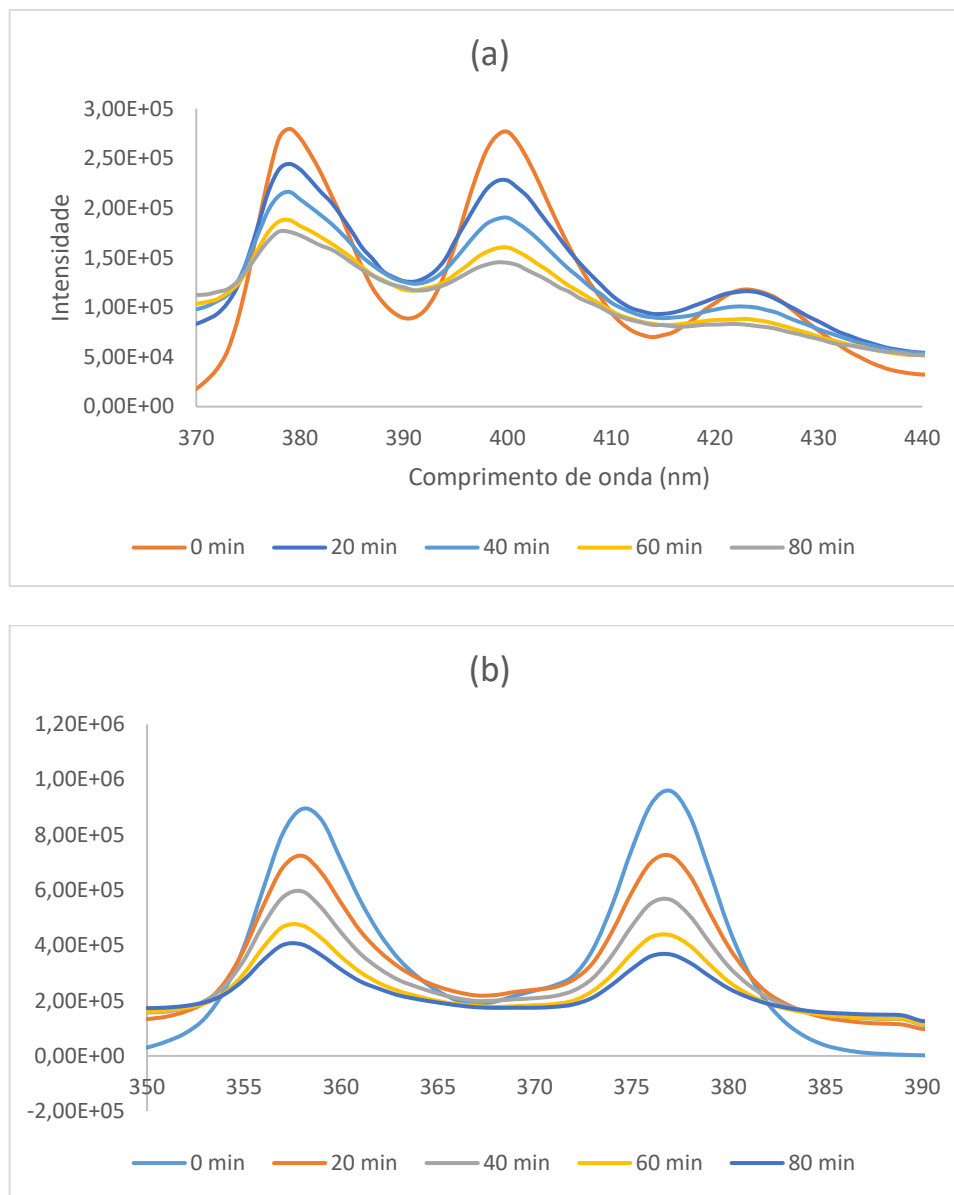 (a)
3,00E+05
2,50E+05
2,00E+05
1,50E+05
1,00E+05
5,00E+04
0,00E+00
Intensidade
370 380 390 400 410 420 430 440
Comprimento de onda (nm)
0 min 20 min 40 min 60 min 80 min
(b)
1,20E+06
1,00E+06
8,00E+05
6,00E+05
4,00E+05
2,00E+05
0,00E+00
-2,00E+05
350 355 360 365 370 375 380 385 390
0 min 20 min 40 min 60 min 80 min